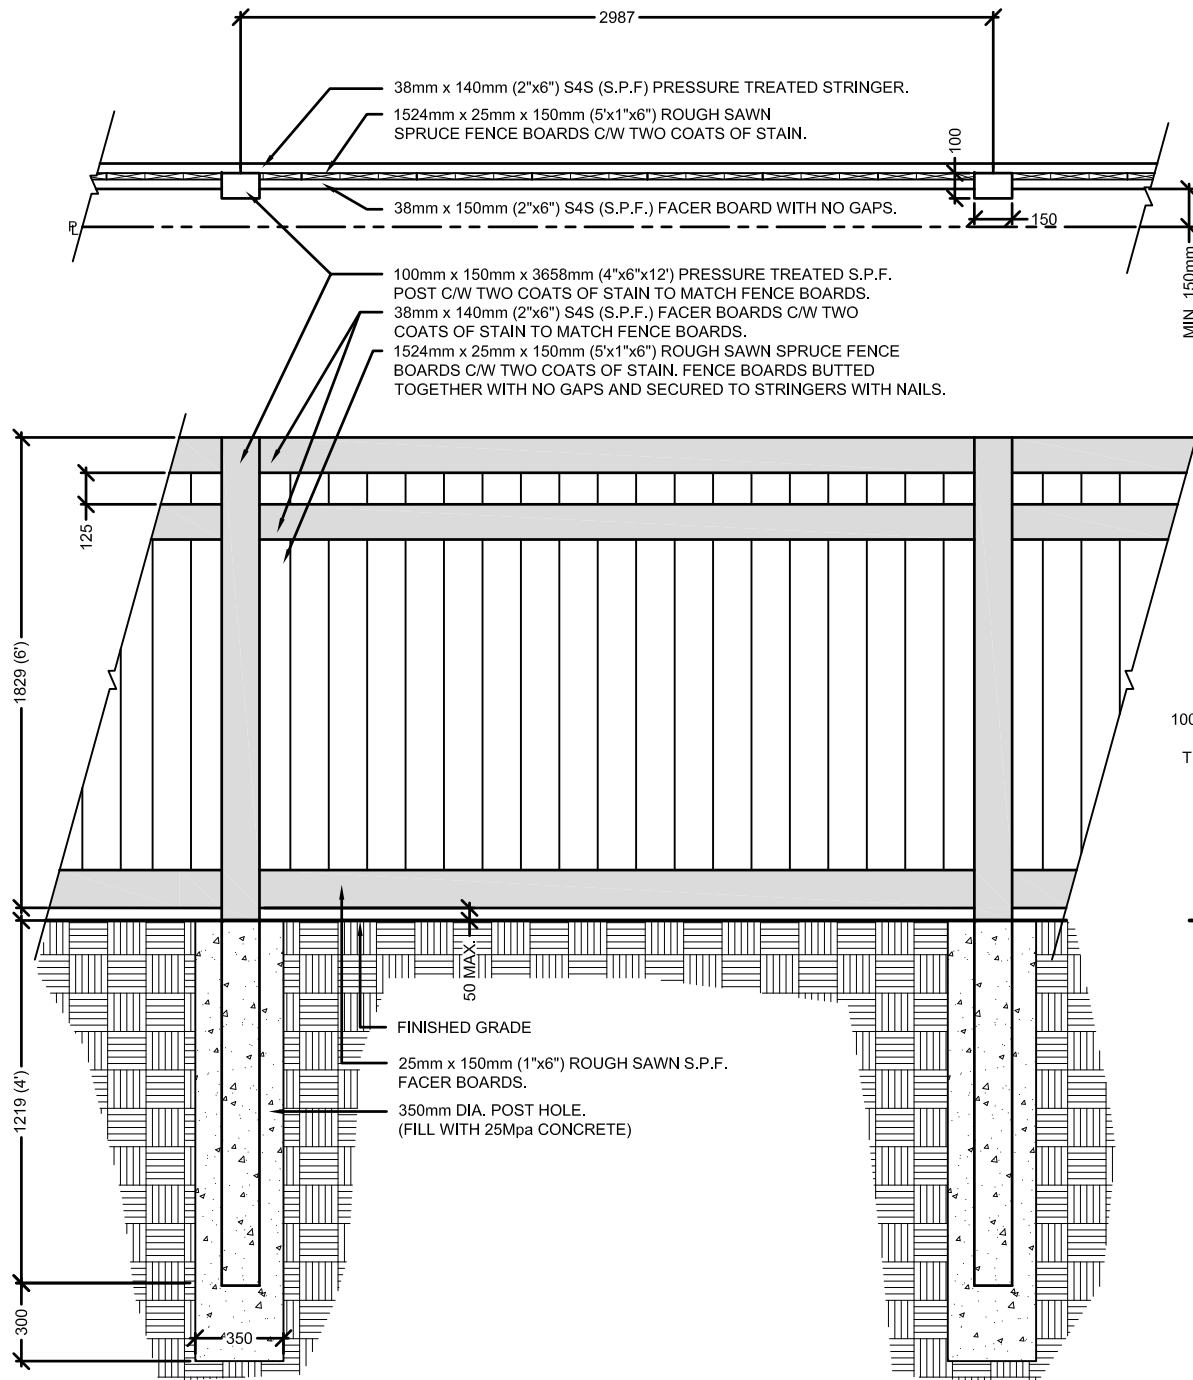 2987
38mm x 140mm (2"x6") S4S (S.P.F) PRESSURE TREATED STRINGER.
1524mm x 25mm x 150mm (5'x1"x6") ROUGH SAWN
SPRUCE FENCE BOARDS C/W TWO COATS OF STAIN.
100
38mm x 150mm (2"x6") S4S (S.P.F.) FACER BOARD WITH NO GAPS.
150
PL
MIN. 150mm
100mm x 150mm x 3658mm (4"x6"x12') PRESSURE TREATED S.P.F.
POST C/W TWO COATS OF STAIN TO MATCH FENCE BOARDS.
38mm x 140mm (2"x6") S4S (S.P.F.) FACER BOARDS C/W TWO
COATS OF STAIN TO MATCH FENCE BOARDS.
1524mm x 25mm x 150mm (5'x1"x6") ROUGH SAWN SPRUCE FENCE
BOARDS C/W TWO COATS OF STAIN. FENCE BOARDS BUTTED
TOGETHER WITH NO GAPS AND SECURED TO STRINGERS WITH NAILS.
125
1829 (6')
100
T
50 MAX.
FINISHED GRADE
25mm x 150mm (1"x6") ROUGH SAWN S.P.F.
FACER BOARDS.
1219 (4')
350mm DIA. POST HOLE.
(FILL WITH 25Mpa CONCRETE)
300
350